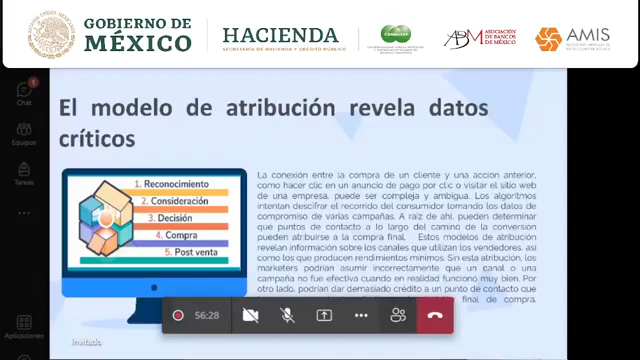 GOBIERNO DE
MÉXICO
HACIENDA
SECRETARÍA DE HACIENDA Y CRÉDITO PÚBLICO
CONDUSEF
ABM
ASOCIACIÓN
DE BANCOS
DE MÉXICO
AMIS
1
Chat
Equipos
Tareas
Aplicaciones
El modelo de atribución revela datos
críticos
1. Reconocimiento
2. Consideración
3. Decisión
4. Compra
5. Post venta
La conexión entre la compra de un cliente y una acción anterior,
como hacer clic en un anuncio de pago por clic o visitar el sitio web
de una empresa, puede ser compleja y ambigua. Los algoritmos
intentan descifrar el recorrido del consumidor tomando los datos de
compromiso de varias campañas. A raíz de ahí, pueden determinar
que puntos de contacto a lo largo del camino de la conversión
pueden atribuirse a la compra final. Estos modelos de atribución
revelan información sobre los canales que utilizan los vendedores, así
como los que producen rendimientos mínimos. Sin esta atribución, los
marketers podrían asumir incorrectamente que un canal o una
campaña no fue efectiva cuando en realidad funcionó muy bien. Por
otro lado, podrían dar demasiado crédito a un punto de contacto que
final de compra.
56:28
Invitado